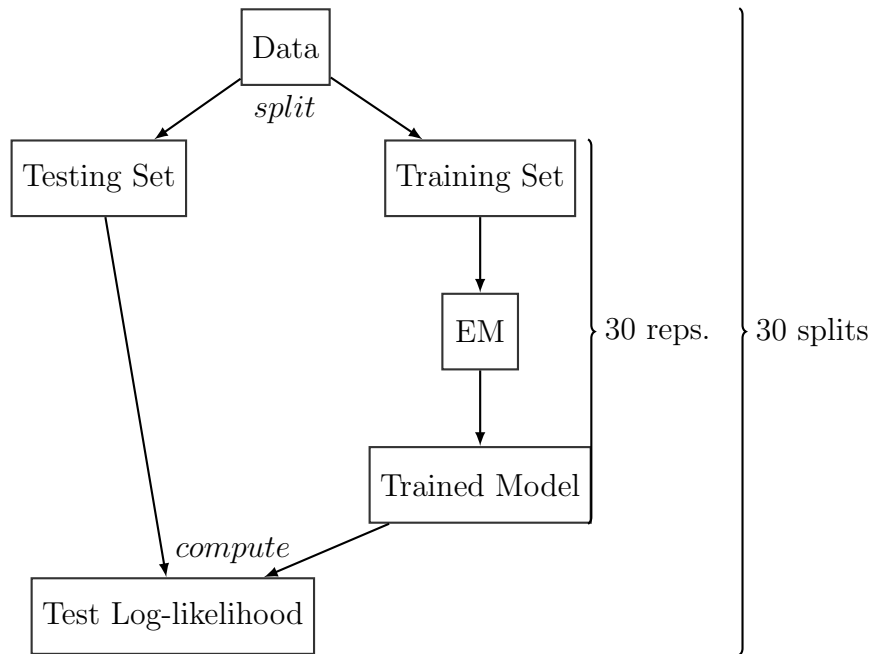 Data
split
Testing Set
Training Set
EM
30 reps.
30 splits
Trained Model
compute
Test Log-likelihood